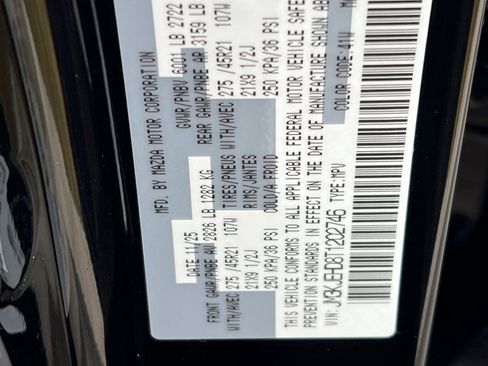 MFD BY MAZDA MOTOR CORPORATION
DATE: 11/25 GVWR/PNBV 6001 LB 2722
FRONT GAWR/PNBE AV 2826 LB 1282 KG REAR GAWR/PNBE AR 3159 LB
WITH/AVEC TIRES/PNEUS WITH/AVEC
275 /45R21 107W 275 /45R21 107W
21X9 1/2J RIMS/JANTES 21X9 1/2J
250 KPA/36 PSI COLD/A FROID 250 KPA/36 PSI
THIS VEHICLE CONFORMS TO ALL APPLICABLE FEDERAL MOTOR VEHICLE SAFE
PREVENTION STANDARDS IN EFFECT ON THE DATE OF MANUFACTURE SHOWN ABO
VIN: TYPE:MPV COLOR CODE:41W